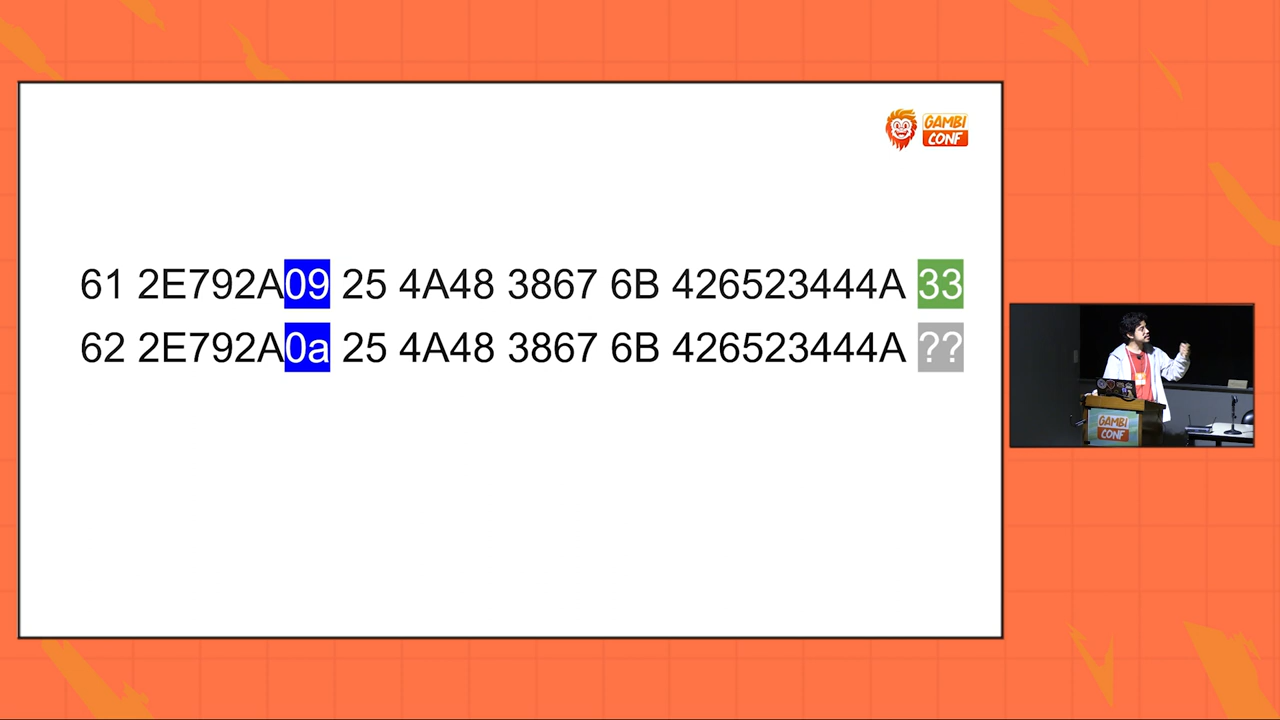 GAMBI
CONF
61 2E792A09 25 4A48 3867 6B 426523444A 33
62 2E792A0a 25 4A48 3867 6B 426523444A ??
GAMBI
CONF